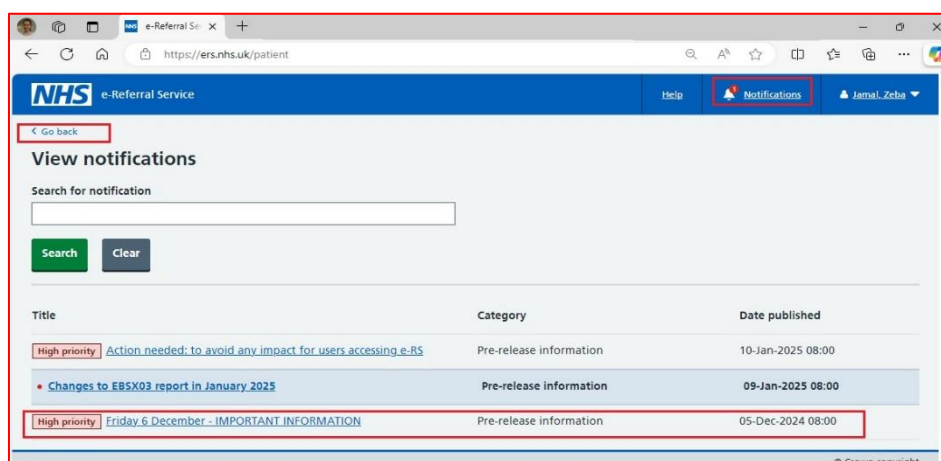 e-Referral Se
https://ers.nhs.uk/patient
NHS e-Referral Service Help 1 Notifications Jamal, Zeba
Go back
View notifications
Search for notification
Search Clear
Title Category Date published
High priority Action needed: to avoid any impact for users accessing e-RS Pre-release information 10-Jan-2025 08:00
Changes to EBSX03 report in January 2025 Pre-release information 09-Jan-2025 08:00
High priority Friday 6 December - IMPORTANT INFORMATION Pre-release information 05-Dec-2024 08:00
© Crown copyright